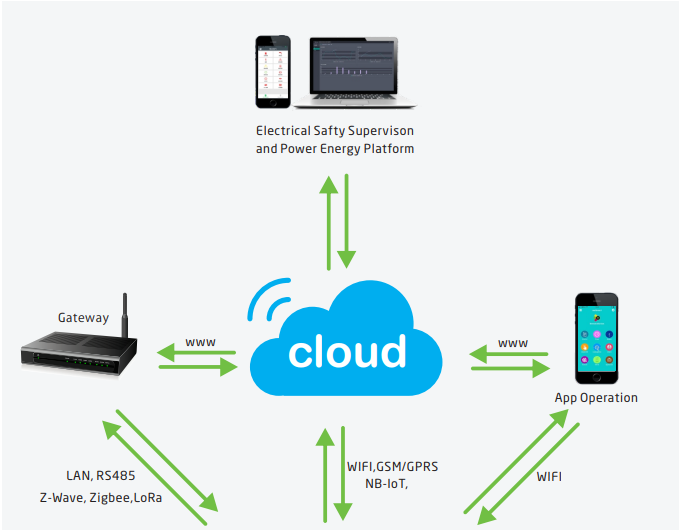 Electrical Safty Supervison
and Power Energy Platform
Gateway
www
cloud
www
App Operation
LAN, RS485
Z-Wave, Zigbee,LoRa
WIFI,GSM/GPRS
NB-IoT,
WIFI